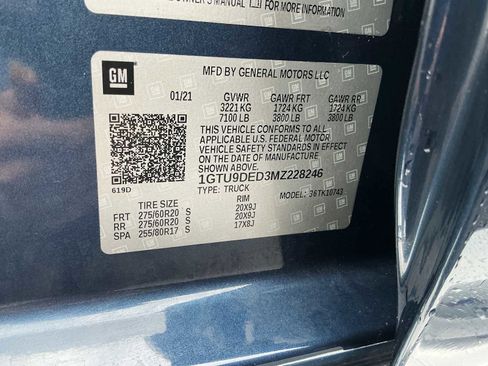 OWNER'S MANUAL
INFORMATION
GM
MFD BY GENERAL MOTORS LLC
01/21 GVWR GAWR FRT GAWR RR
3221 KG 1724 KG 1724 KG
7100 LB 3800 LB 3800 LB
THIS VEHICLE CONFORMS TO ALL APPLICABLE
U.S. FEDERAL MOTOR
VEHICLE SAFETY
STANDARDS IN EFFECT ON THE DATE OF
MANUFACTURE SHOWN ABOVE.
1GTU9DED3MZ228246
619D
TYPE: TRUCK MODEL: 36TK10743
TIRE SIZE RIM
FRT 275/60R20 S 20X9J
RR 275/60R20 S 20X9J
SPA 255/80R17 S 17X8J